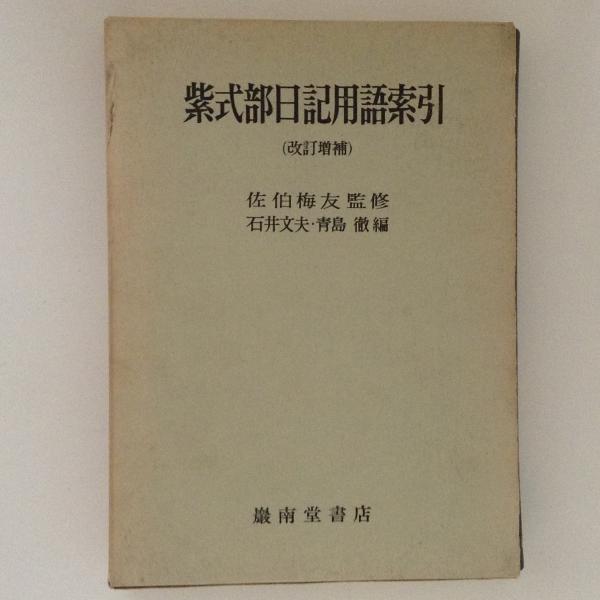 紫式部日記用語索引
(改訂増補)
佐伯梅友監修
石井文夫・青島 徹編
巖南堂書店